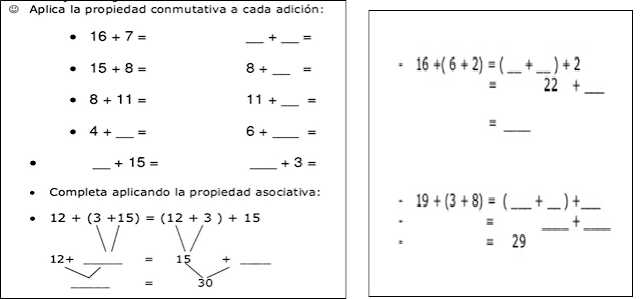 ☺ Aplica la propiedad conmutativa a cada adición:
• 16 + 7 = __ + __ =
• 15 + 8 = 8 + __ =
• 8 + 11 = 11 + __ =
• 4 + __ = 6 + ___ =
• __ + 15 = ___ + 3 =
• Completa aplicando la propiedad asociativa:
• 12 + (3 +15) = (12 + 3 ) + 15
12+ _____ = 15 + ____
_____ = 30
- 16 +( 6 + 2) = ( __ + __ ) + 2
= 22 + ___
= ____
- 19 + (3 + 8) = ( ___ + __ ) + ___
- = ____ + ____
- = 29